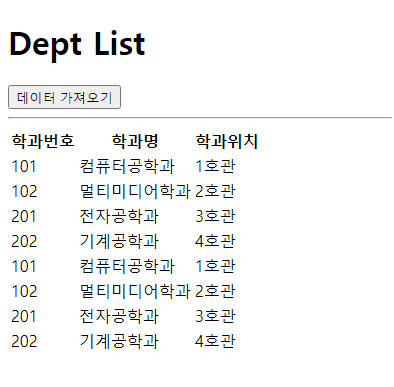 Dept List
데이터 가져오기
학과번호 학과명 학과위치
101 컴퓨터공학과 1호관
102 멀티미디어학과 2호관
201 전자공학과 3호관
202 기계공학과 4호관
101 컴퓨터공학과 1호관
102 멀티미디어학과 2호관
201 전자공학과 3호관
202 기계공학과 4호관